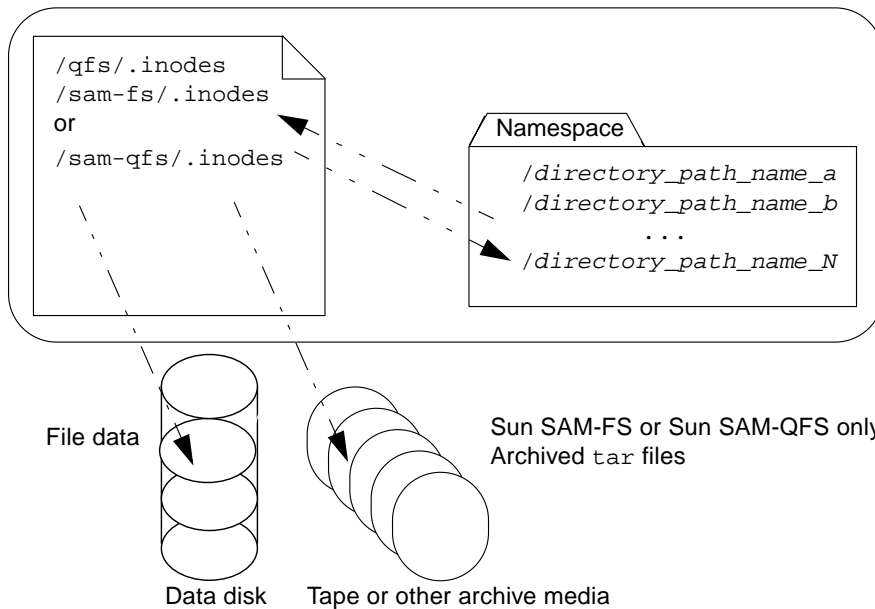 /qfs/.inodes
/sam-fs/.inodes
or
/sam-qfs/.inodes
Namespace
/directory_path_name_a
/directory_path_name_b
...
/directory_path_name_N
File data
Sun SAM-FS or Sun SAM-QFS only
Archived tar files
Data disk
Tape or other archive media